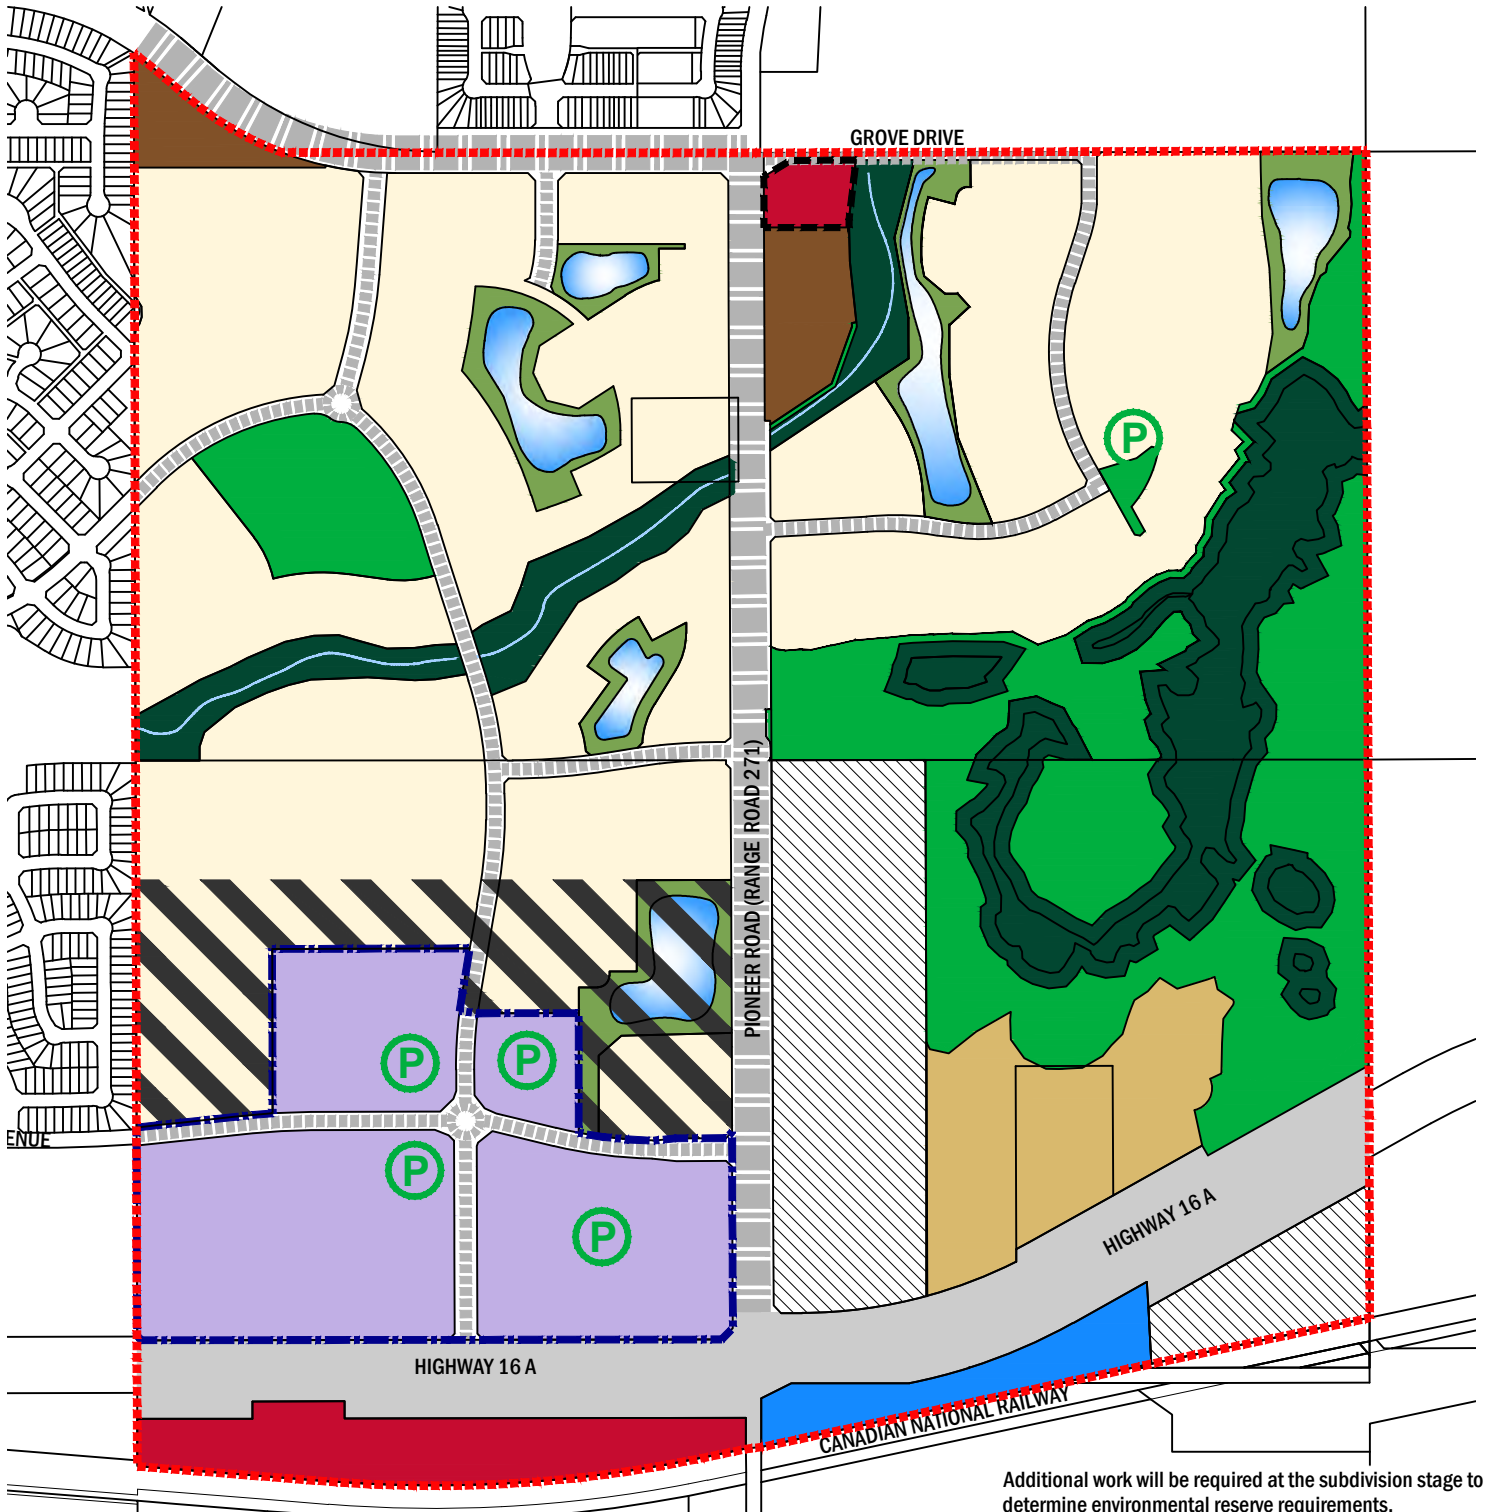 GROVE DRIVE
P
PIONEER ROAD (RANGE ROAD 271)
P
P
ENUE
P
P
HIGHWAY 16 A
HIGHWAY 16 A
CANADIAN NATIONAL RAILWAY
Additional work will be required at the subdivision stage to
determine environmental reserve requirements.